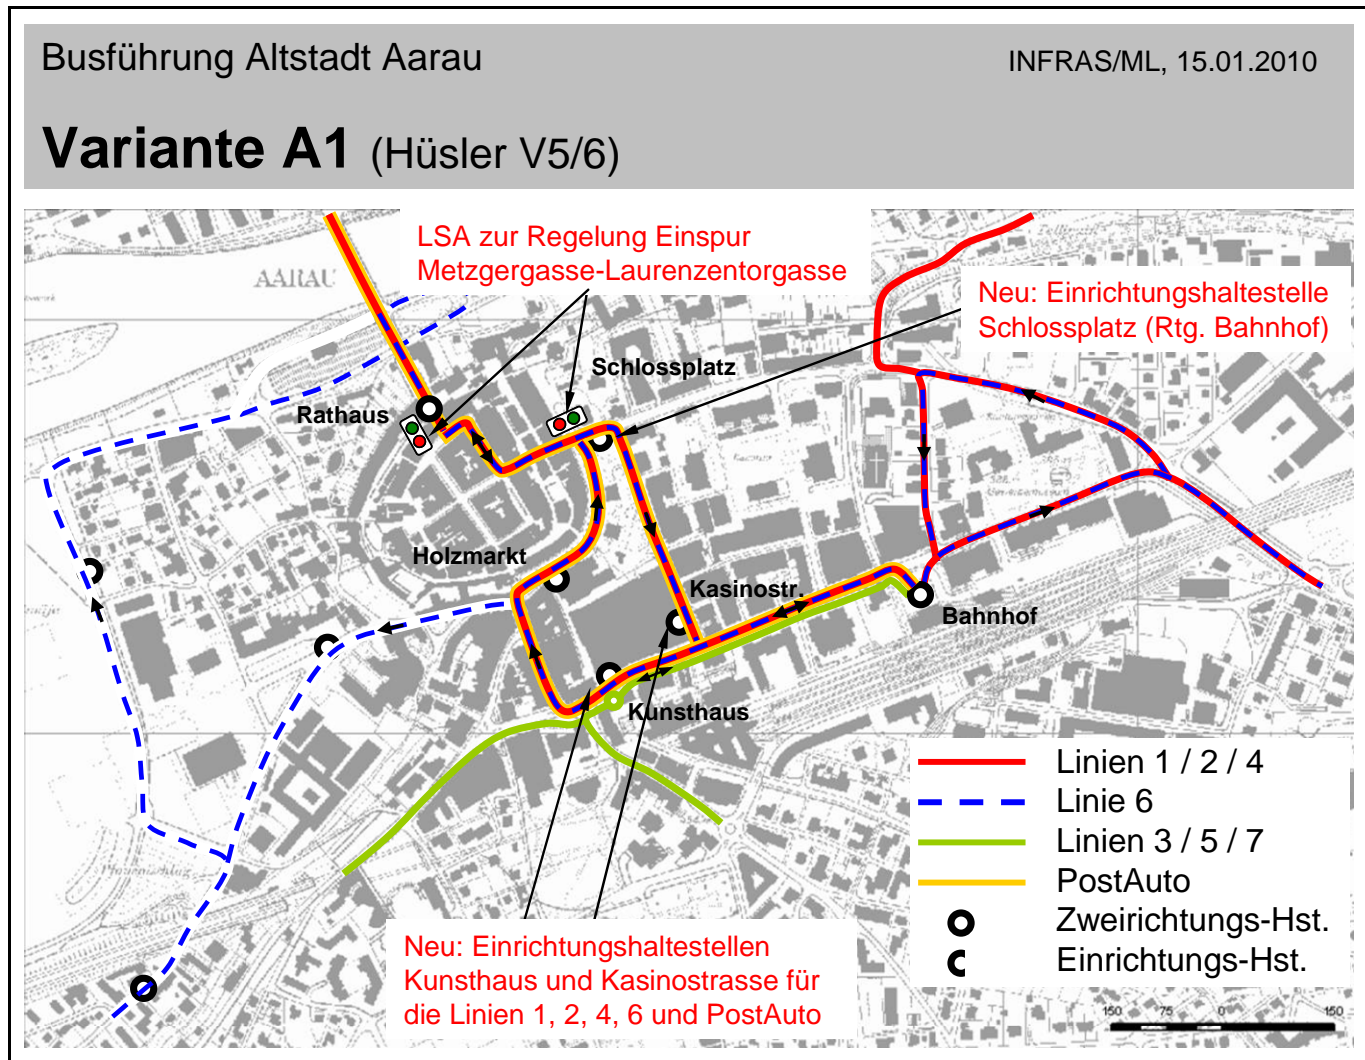 Busführung Altstadt Aarau
INFRAS/ML, 15.01.2010
Variante A1 (Hüsler V5/6)
LSA zur Regelung Einspur
Metzgergasse-Laurenzentorgasse
AARAU
Neu: Einrichtungshaltestelle
Schlossplatz (Rtg. Bahnhof)
Schlossplatz
Rathaus
Holzmarkt
Kasinostr.
Bahnhof
Kunsthaus
Linien 1 / 2 / 4
Linie 6
Linien 3 / 5 / 7
PostAuto
Zweirichtungs-Hst.
Einrichtungs-Hst.
Neu: Einrichtungshaltestellen
Kunsthaus und Kasinostrasse für
die Linien 1, 2, 4, 6 und PostAuto
150 75 0 150